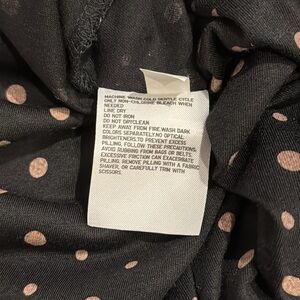 MACHINE WASH COLD GENTLE CYCLE
ONLY NON-CHLORINE BLEACH WHEN
NEEDED
LINE DRY
DO NOT IRON
DO NOT DRYCLEAN
KEEP AWAY FROM FIRE.WASH DARK
COLORS SEPARATELY.NO OPTICAL
BRIGHTENERS.TO PREVENT EXCESS
PILLING, FOLLOW THESE PRECAUTIONS.
AVOID RUBBING FROM BAGS OR BELTS.
EXCESSIVE FRICTION CAN EXACERBATE
PILLING. REMOVE PILLING WITH A FABRIC
SHAVER, OR CAREFULLY TRIM WITH
SCISSORS.